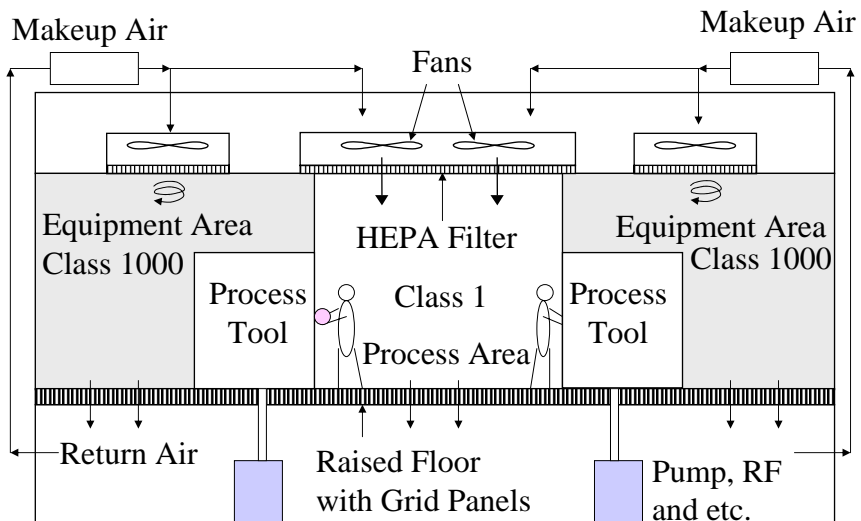 Makeup Air
Makeup Air
Fans
Equipment Area
Class 1000
HEPA Filter
Equipment Area
Class 1000
Process
Tool
Class 1
Process
Tool
Process Area
Return Air
Raised Floor
with Grid Panels
Pump, RF
and etc.